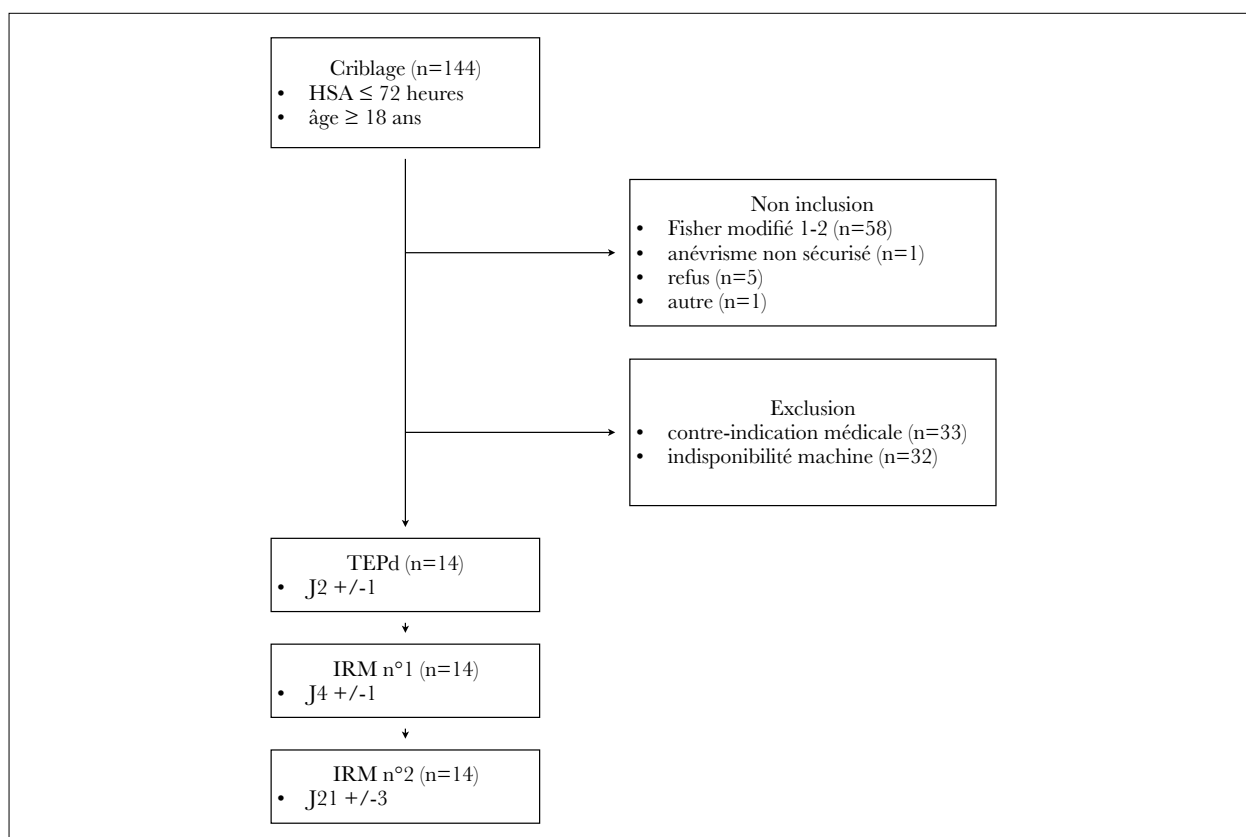 Criblage (n=144)
• HSA ≤ 72 heures
• âge ≥ 18 ans
Non inclusion
• Fisher modifié 1-2 (n=58)
• anévrisme non sécurisé (n=1)
• refus (n=5)
• autre (n=1)
Exclusion
• contre-indication médicale (n=33)
• indisponibilité machine (n=32)
TEPd (n=14)
• J2 +/-1
IRM n°1 (n=14)
• J4 +/-1
IRM n°2 (n=14)
• J21 +/-3